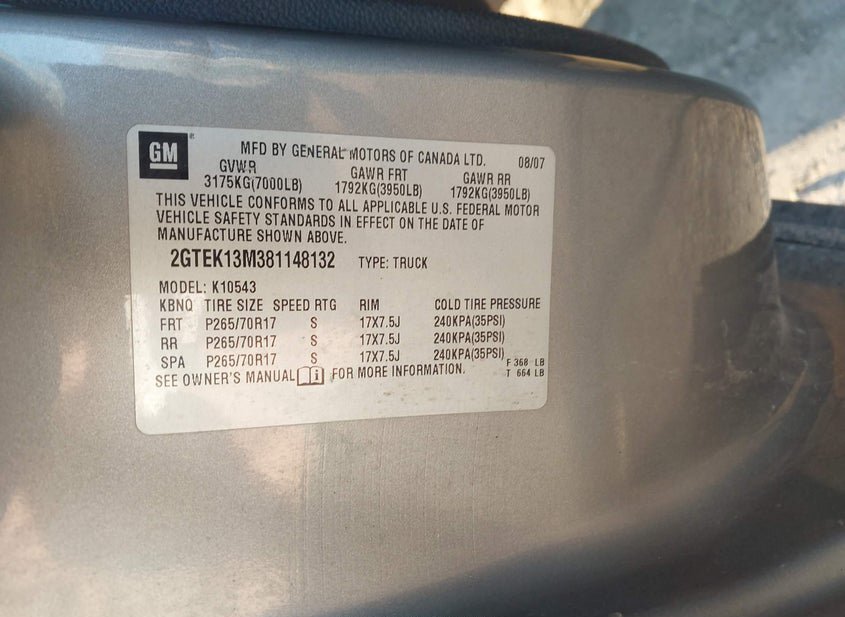 GM ® MFD BY GENERAL MOTORS OF CANADA LTD. 08/07
GVWR GAWR FRT GAWR RR
3175KG(7000LB) 1792KG(3950LB) 1792KG(3950LB)
THIS VEHICLE CONFORMS TO ALL APPLICABLE U.S. FEDERAL MOTOR
VEHICLE SAFETY STANDARDS IN EFFECT ON THE DATE OF
MANUFACTURE SHOWN ABOVE.
2GTEK13M381148132 TYPE: TRUCK
MODEL: K10543
KBNQ TIRE SIZE SPEED RTG RIM COLD TIRE PRESSURE
FRT P265/70R17 S 17X7.5J 240KPA(35PSI)
RR P265/70R17 S 17X7.5J 240KPA(35PSI)
SPA P265/70R17 S 17X7.5J 240KPA(35PSI)
F 368 LB
SEE OWNER'S MANUAL i FOR MORE INFORMATION. T 664 LB